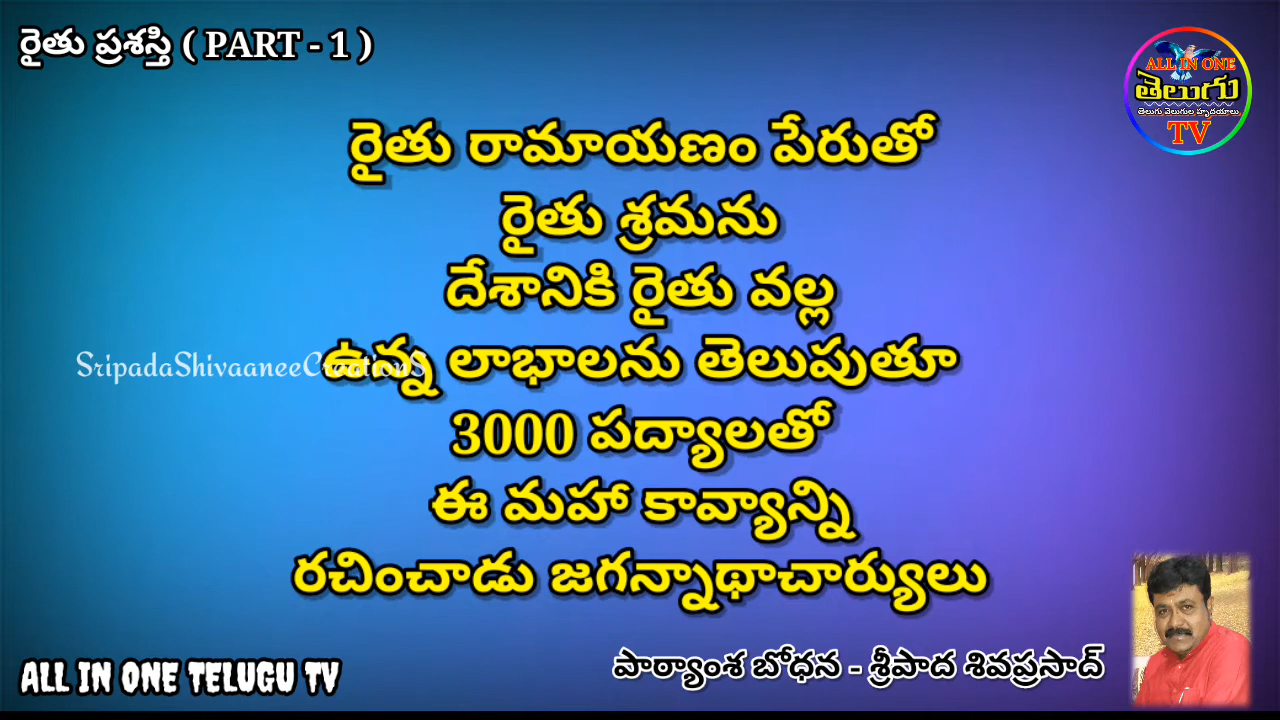 రైతు ప్రశస్తి ( PART - 1 )
ALL IN ONE
తెలుగు
తెలుగు వెలుగుల హృదయాలు
TV
రైతు రామాయణం పేరుతో
రైతు శ్రమను
దేశానికి రైతు వల్ల
ఉన్న లాభాలను తెలుపుతూ
SripadaShivaaneeCreationS
3000 పద్యాలతో
ఈ మహా కావ్యాన్ని
రచించాడు జగన్నాథాచార్యులు
పార్యాంశ బోధన - శ్రీపాద శివప్రసాద్
ALL IN ONE TELUGU TV